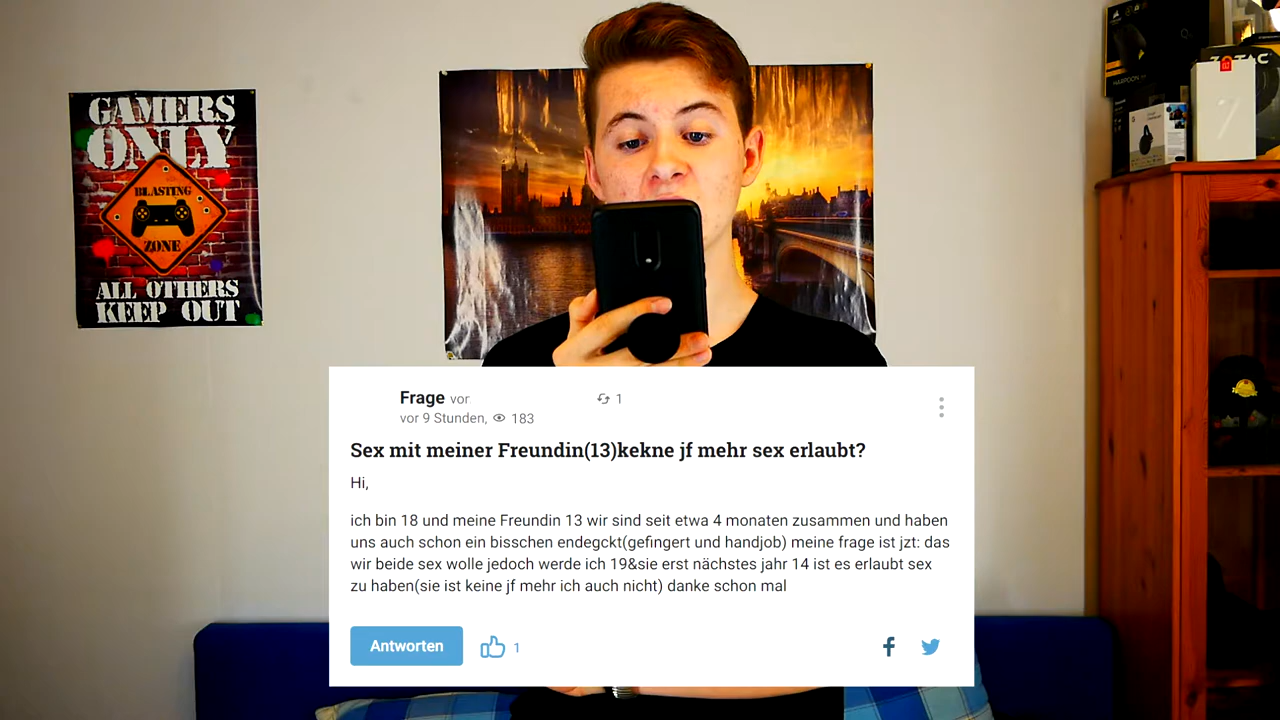 GAMERS
ONLY
BLASTING
ZONE
ALL OTHERS
KEEP OUT
ZOTAC
7
Frage vor
1
vor 9 Stunden, 183
Sex mit meiner Freundin(13)kekne jf mehr sex erlaubt?
Hi,
ich bin 18 und meine Freundin 13 wir sind seit etwa 4 monaten zusammen und haben
uns auch schon ein bisschen endegckt(gefingert und handjob) meine frage ist jzt: das
wir beide sex wolle jedoch werde ich 19&sie erst nächstes jahr 14 ist es erlaubt sex
zu haben(sie ist keine jf mehr ich auch nicht) danke schon mal
Antworten
1